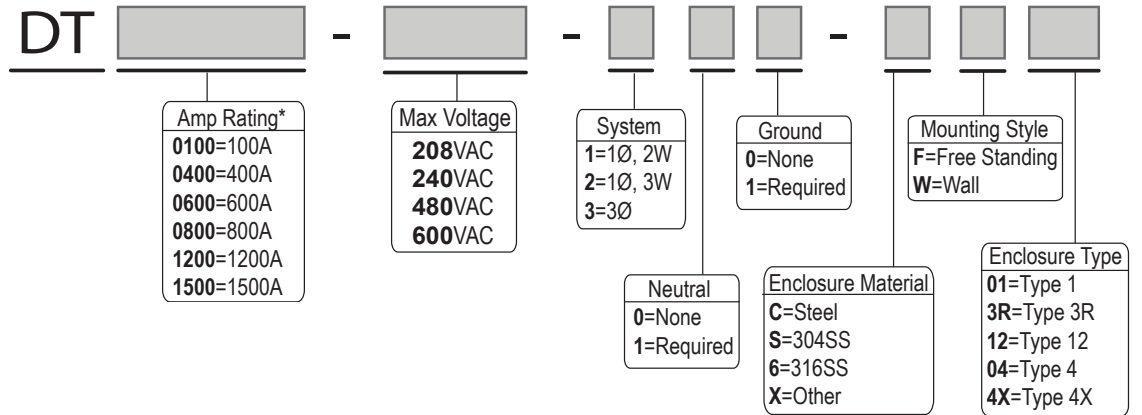 DT - - -
Amp Rating*
0100=100A
0400=400A
0600=600A
0800=800A
1200=1200A
1500=1500A
Max Voltage
208VAC
240VAC
480VAC
600VAC
System
1=1Ø, 2W
2=1Ø, 3W
3=3Ø
Neutral
0=None
1=Required
Ground
0=None
1=Required
Enclosure Material
C=Steel
S=304SS
6=316SS
X=Other
Mounting Style
F=Free Standing
W=Wall
Enclosure Type
01=Type 1
3R=Type 3R
12=Type 12
04=Type 4
4X=Type 4X